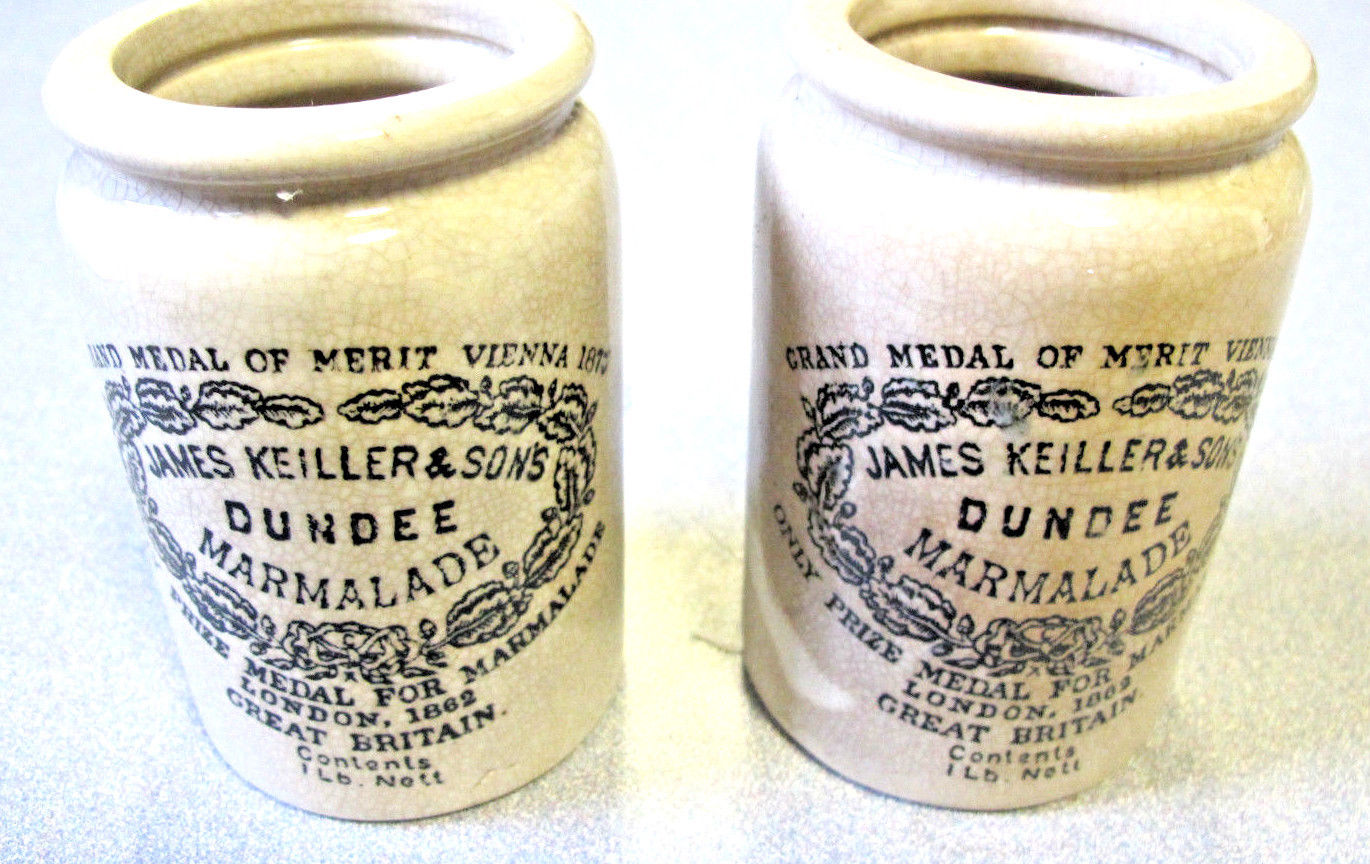 MEDAL OF MERIT VIENNA
JAMES KEILLER & SONS
DUNDEE
MARMALADE
PRIZE MEDAL FOR MARMALADE
LONDON, 1862
GREAT BRITAIN.
Contents
1 Lb. Nett
GRAND MEDAL OF MERIT
JAMES KEILLER & SONS
DUNDEE
MARMALADE
ONLY PRIZE MEDAL FOR
LONDON, 1862
GREAT BRITAIN
Contents
1 Lb. Nett